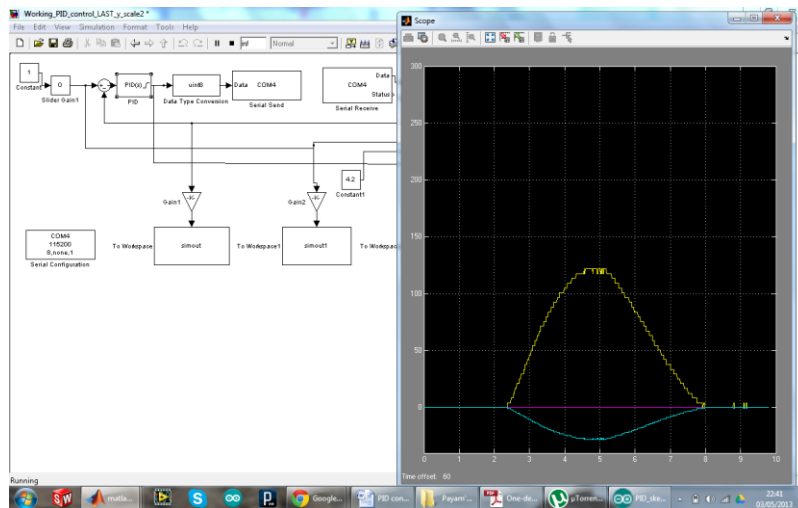 Working_PID_control_LAST_y_scale2 *
File Edit View Simulation Format Tools Help
inf
Normal
1
Constant
0
Slider Gain1
PID(s)
PID
uint8
Data Type Conversion
Data
COM4
Serial Send
COM4
Data
Status
Serial Receive
4.2
Constant1
Gain1
Gain2
COM4
115200
8,none,1
Serial Configuration
To Workspace
simout
To Workspace1
simout1
To Workspac
Running
Scope
300
250
200
150
100
50
0
0 1 2 3 4 5 6 7 8 9 10
Time offset: 60
matla...
Google...
PID con...
Payam'...
One-de...
µTorren...
PID_ske...
22:41
03/05/2013